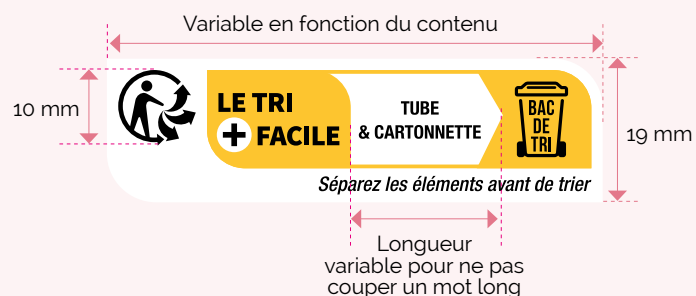 Variable en fonction du contenu
10 mm
LE TRI
+ FACILE
TUBE
& CARTONNETTE
BAC
DE
TRI
19 mm
Séparez les éléments avant de trier
Longueur
variable pour ne pas
couper un mot long